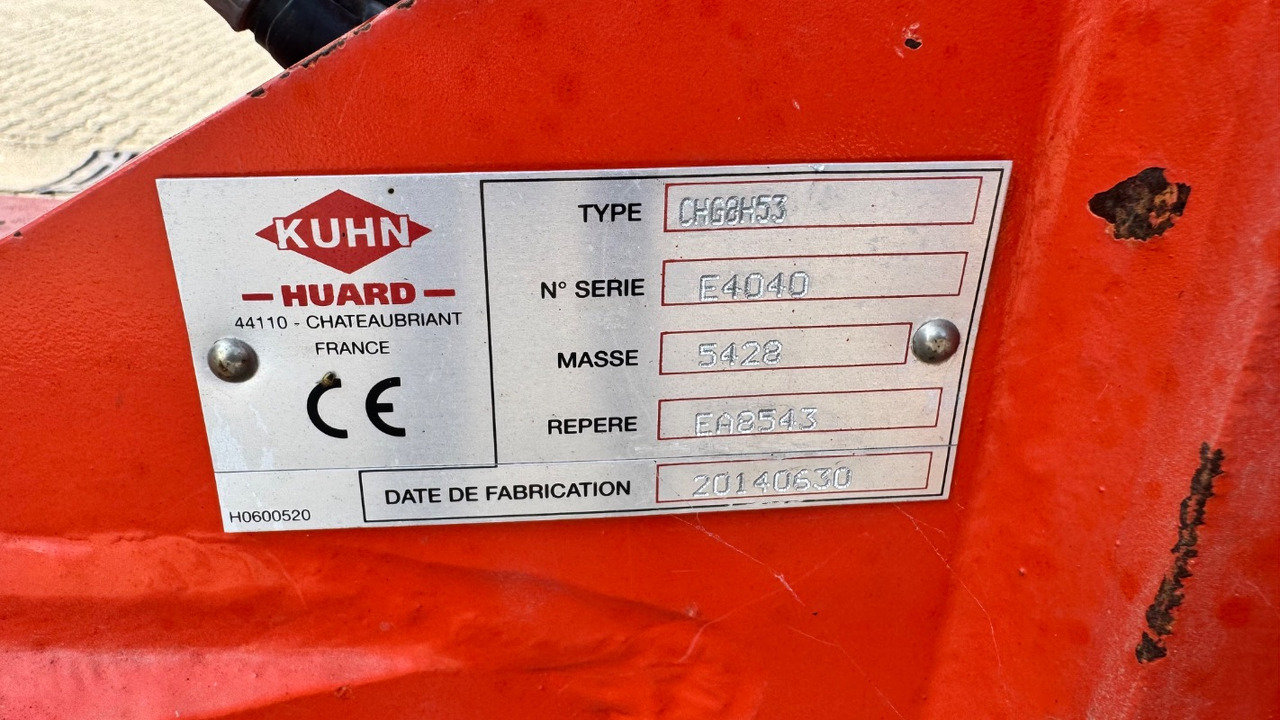 KUHN
HUARD
44110 - CHATEAUBRIANT
FRANCE
CE
H0600520
TYPE CHG8H53
N° SERIE E4040
MASSE 5428
REPERE EA8543
DATE DE FABRICATION 20140630